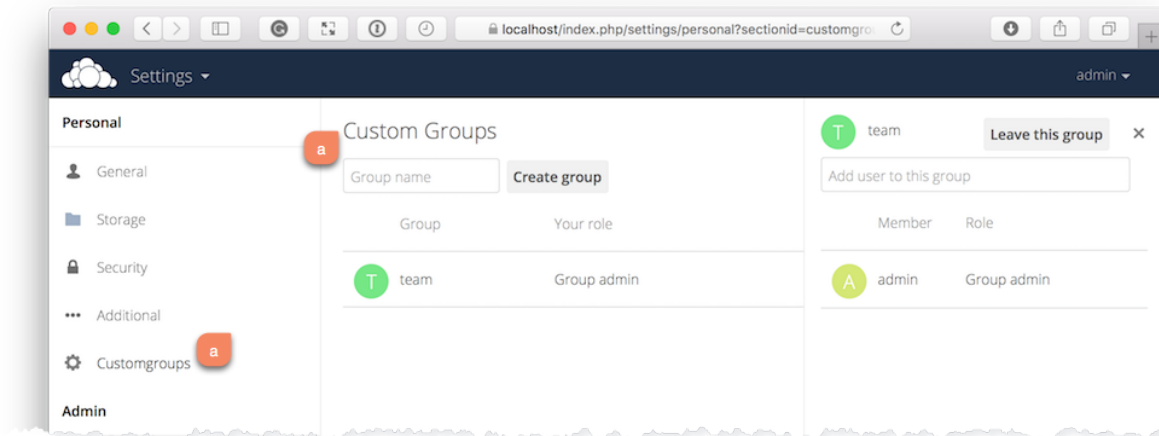 localhost/index.php/settings/personal?sectionid=customgro
Settings
admin
Personal
General
Storage
Security
Additional
Customgroups
a
Admin
a
Custom Groups
Group name
Create group
Group Your role
T team Group admin
T team Leave this group ×
Add user to this group
Member Role
A admin Group admin